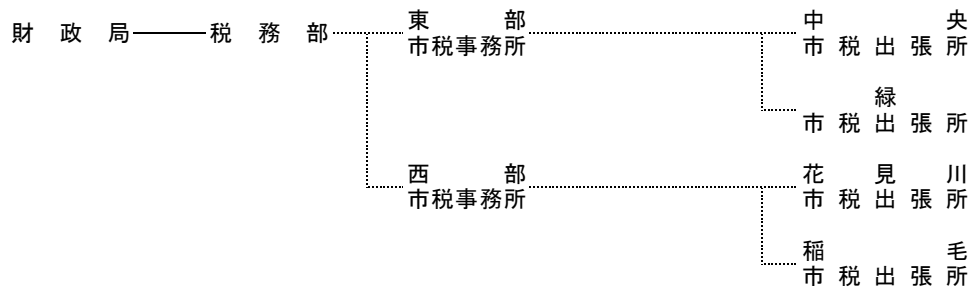 財政局
税務部
東部
市税事務所
中央
市税出張所
緑
市税出張所
西部
市税事務所
花見川
市税出張所
稲毛
市税出張所